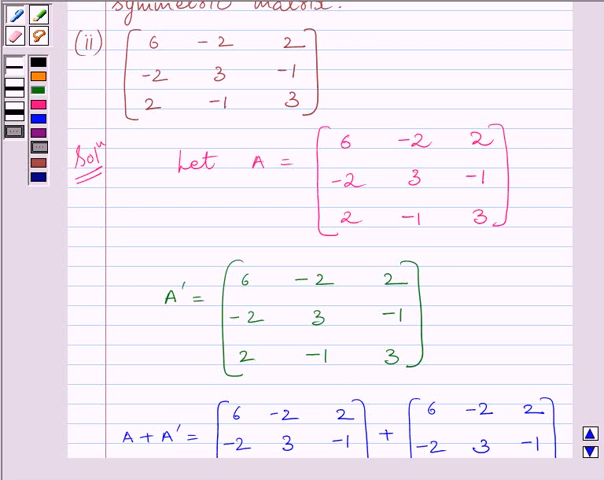 symmetric matrix.
(ii) [ 6 -2 2
-2 3 -1
2 -1 3 ]
Solⁿ Let A = [ 6 -2 2
-2 3 -1
2 -1 3 ]
A' = [ 6 -2 2
-2 3 -1
2 -1 3 ]
A + A' = [ 6 -2 2 + [ 6 -2 2
-2 3 -1 ] -2 3 -1 ]